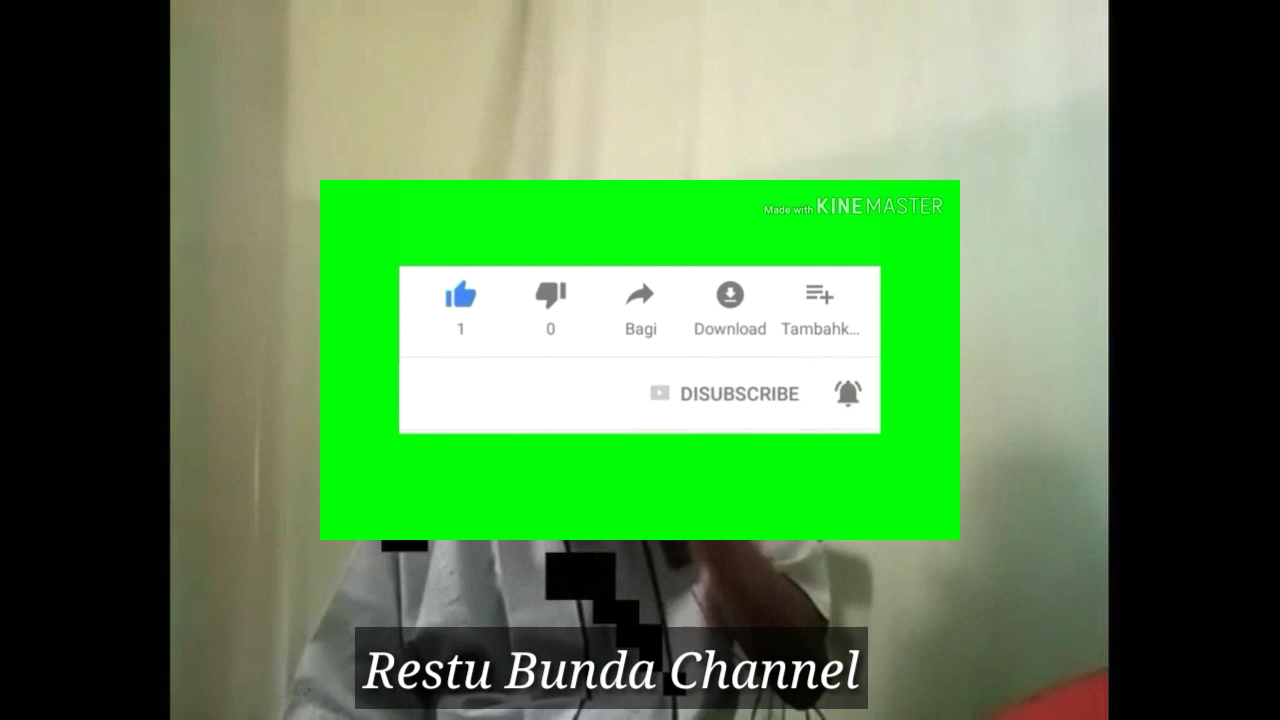 Made with KINEMASTER
1 0 Bagi Download Tambahk...
DISUBSCRIBE
Restu Bunda Channel